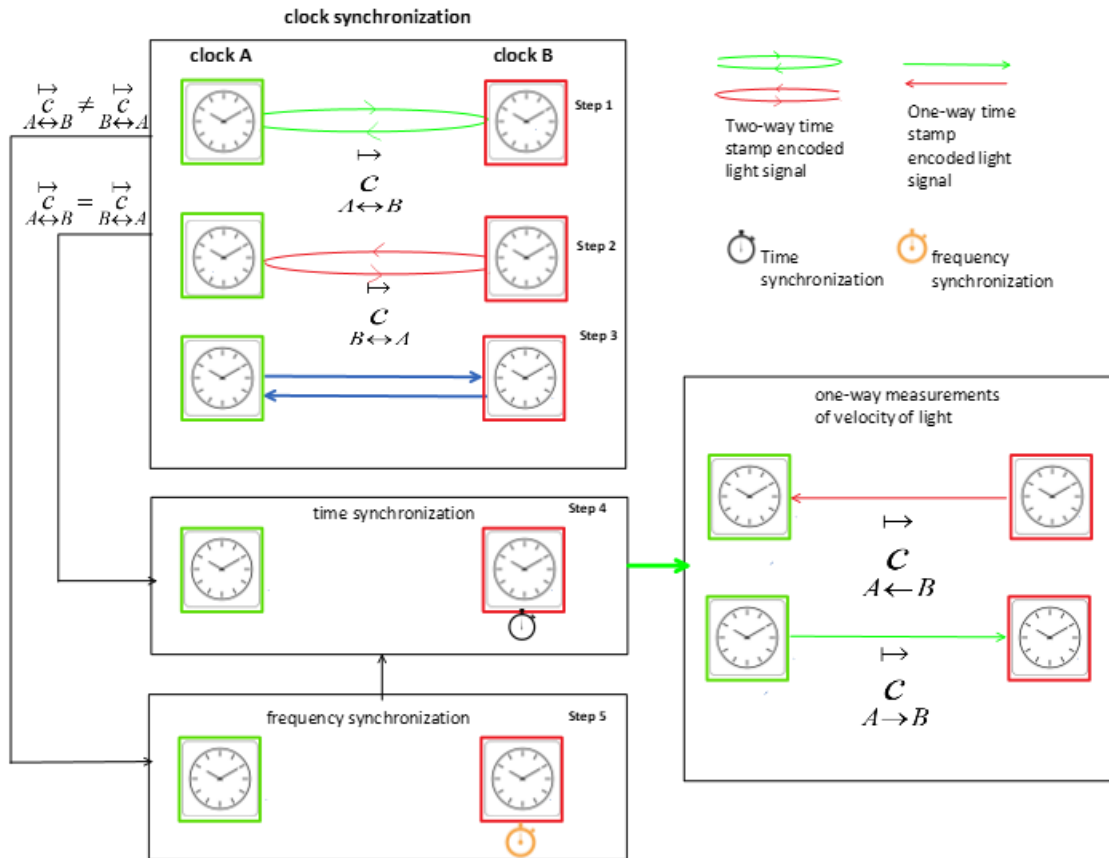 clock synchronization
clock A
clock B
Step 1
c
A↔B
≠
c
B↔A
c
A↔B
=
c
B↔A
c
A↔B
Step 2
c
B↔A
Step 3
Two-way time
stamp encoded
light signal
One-way time
stamp
encoded light
signal
Time
synchronization
frequency
synchronization
time synchronization
Step 4
frequency synchronization
Step 5
one-way measurements
of velocity of light
c
A←B
c
A→B